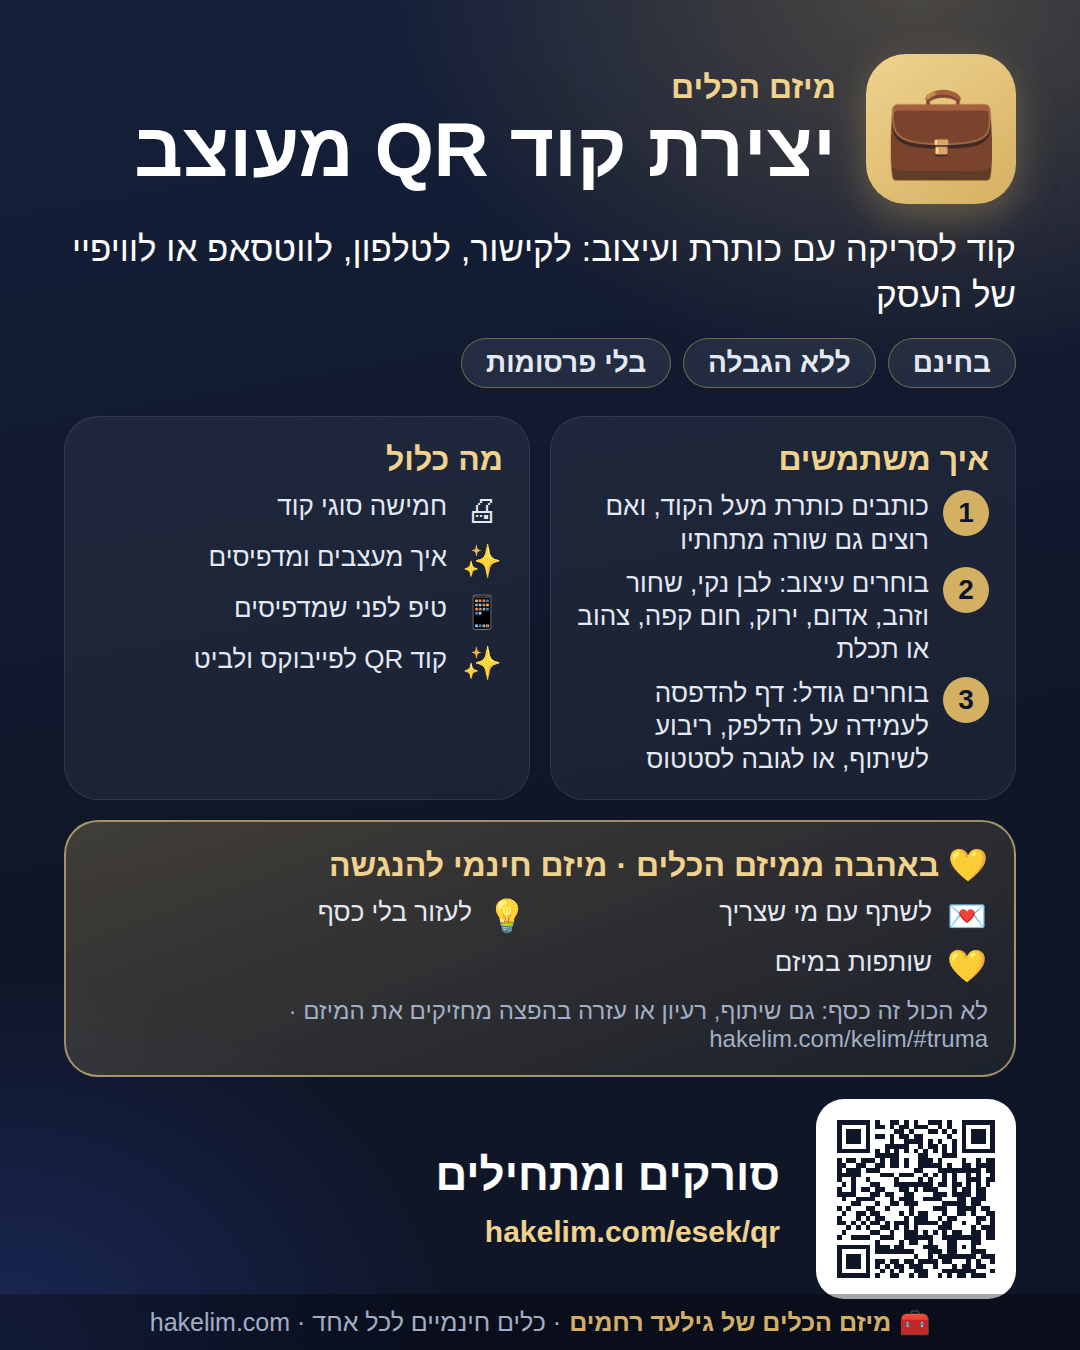 מיזם הכלים
יצירת קוד QR מעוצב
קוד לסריקה עם כותרת ועיצוב: לקישור, לטלפון, לווטסאפ או לוויפיי
של העסק
בחינם
ללא הגבלה
בלי פרסומות
איך משתמשים
1
כותבים כותרת מעל הקוד, ואם
רוצים גם שורה מתחתיו
2
בוחרים עיצוב: לבן נקי, שחור
וזהב, אדום, ירוק, חום קפה, צהוב
או תכלת
3
בוחרים גודל: דף להדפסה
לעמידה על הדלפק, ריבוע
לשיתוף, או לגובה לסטטוס
מה כלול
חמישה סוגי קוד
איך מעצבים ומדפיסים
טיפ לפני שמדפיסים
קוד QR לפייבוקס ולביט
באהבה ממיזם הכלים · מיזם חינמי להנגשה
לשתף עם מי שצריך
לעזור בלי כסף
שותפות במיזם
לא הכול זה כסף: גם שיתוף, רעיון או עזרה בהפצה מחזיקים את המיזם ·
hakelim.com/kelim/#truma
סורקים ומתחילים
hakelim.com/esek/qr
מיזם הכלים של גילעד רחמים · כלים חינמיים לכל אחד · hakelim.com